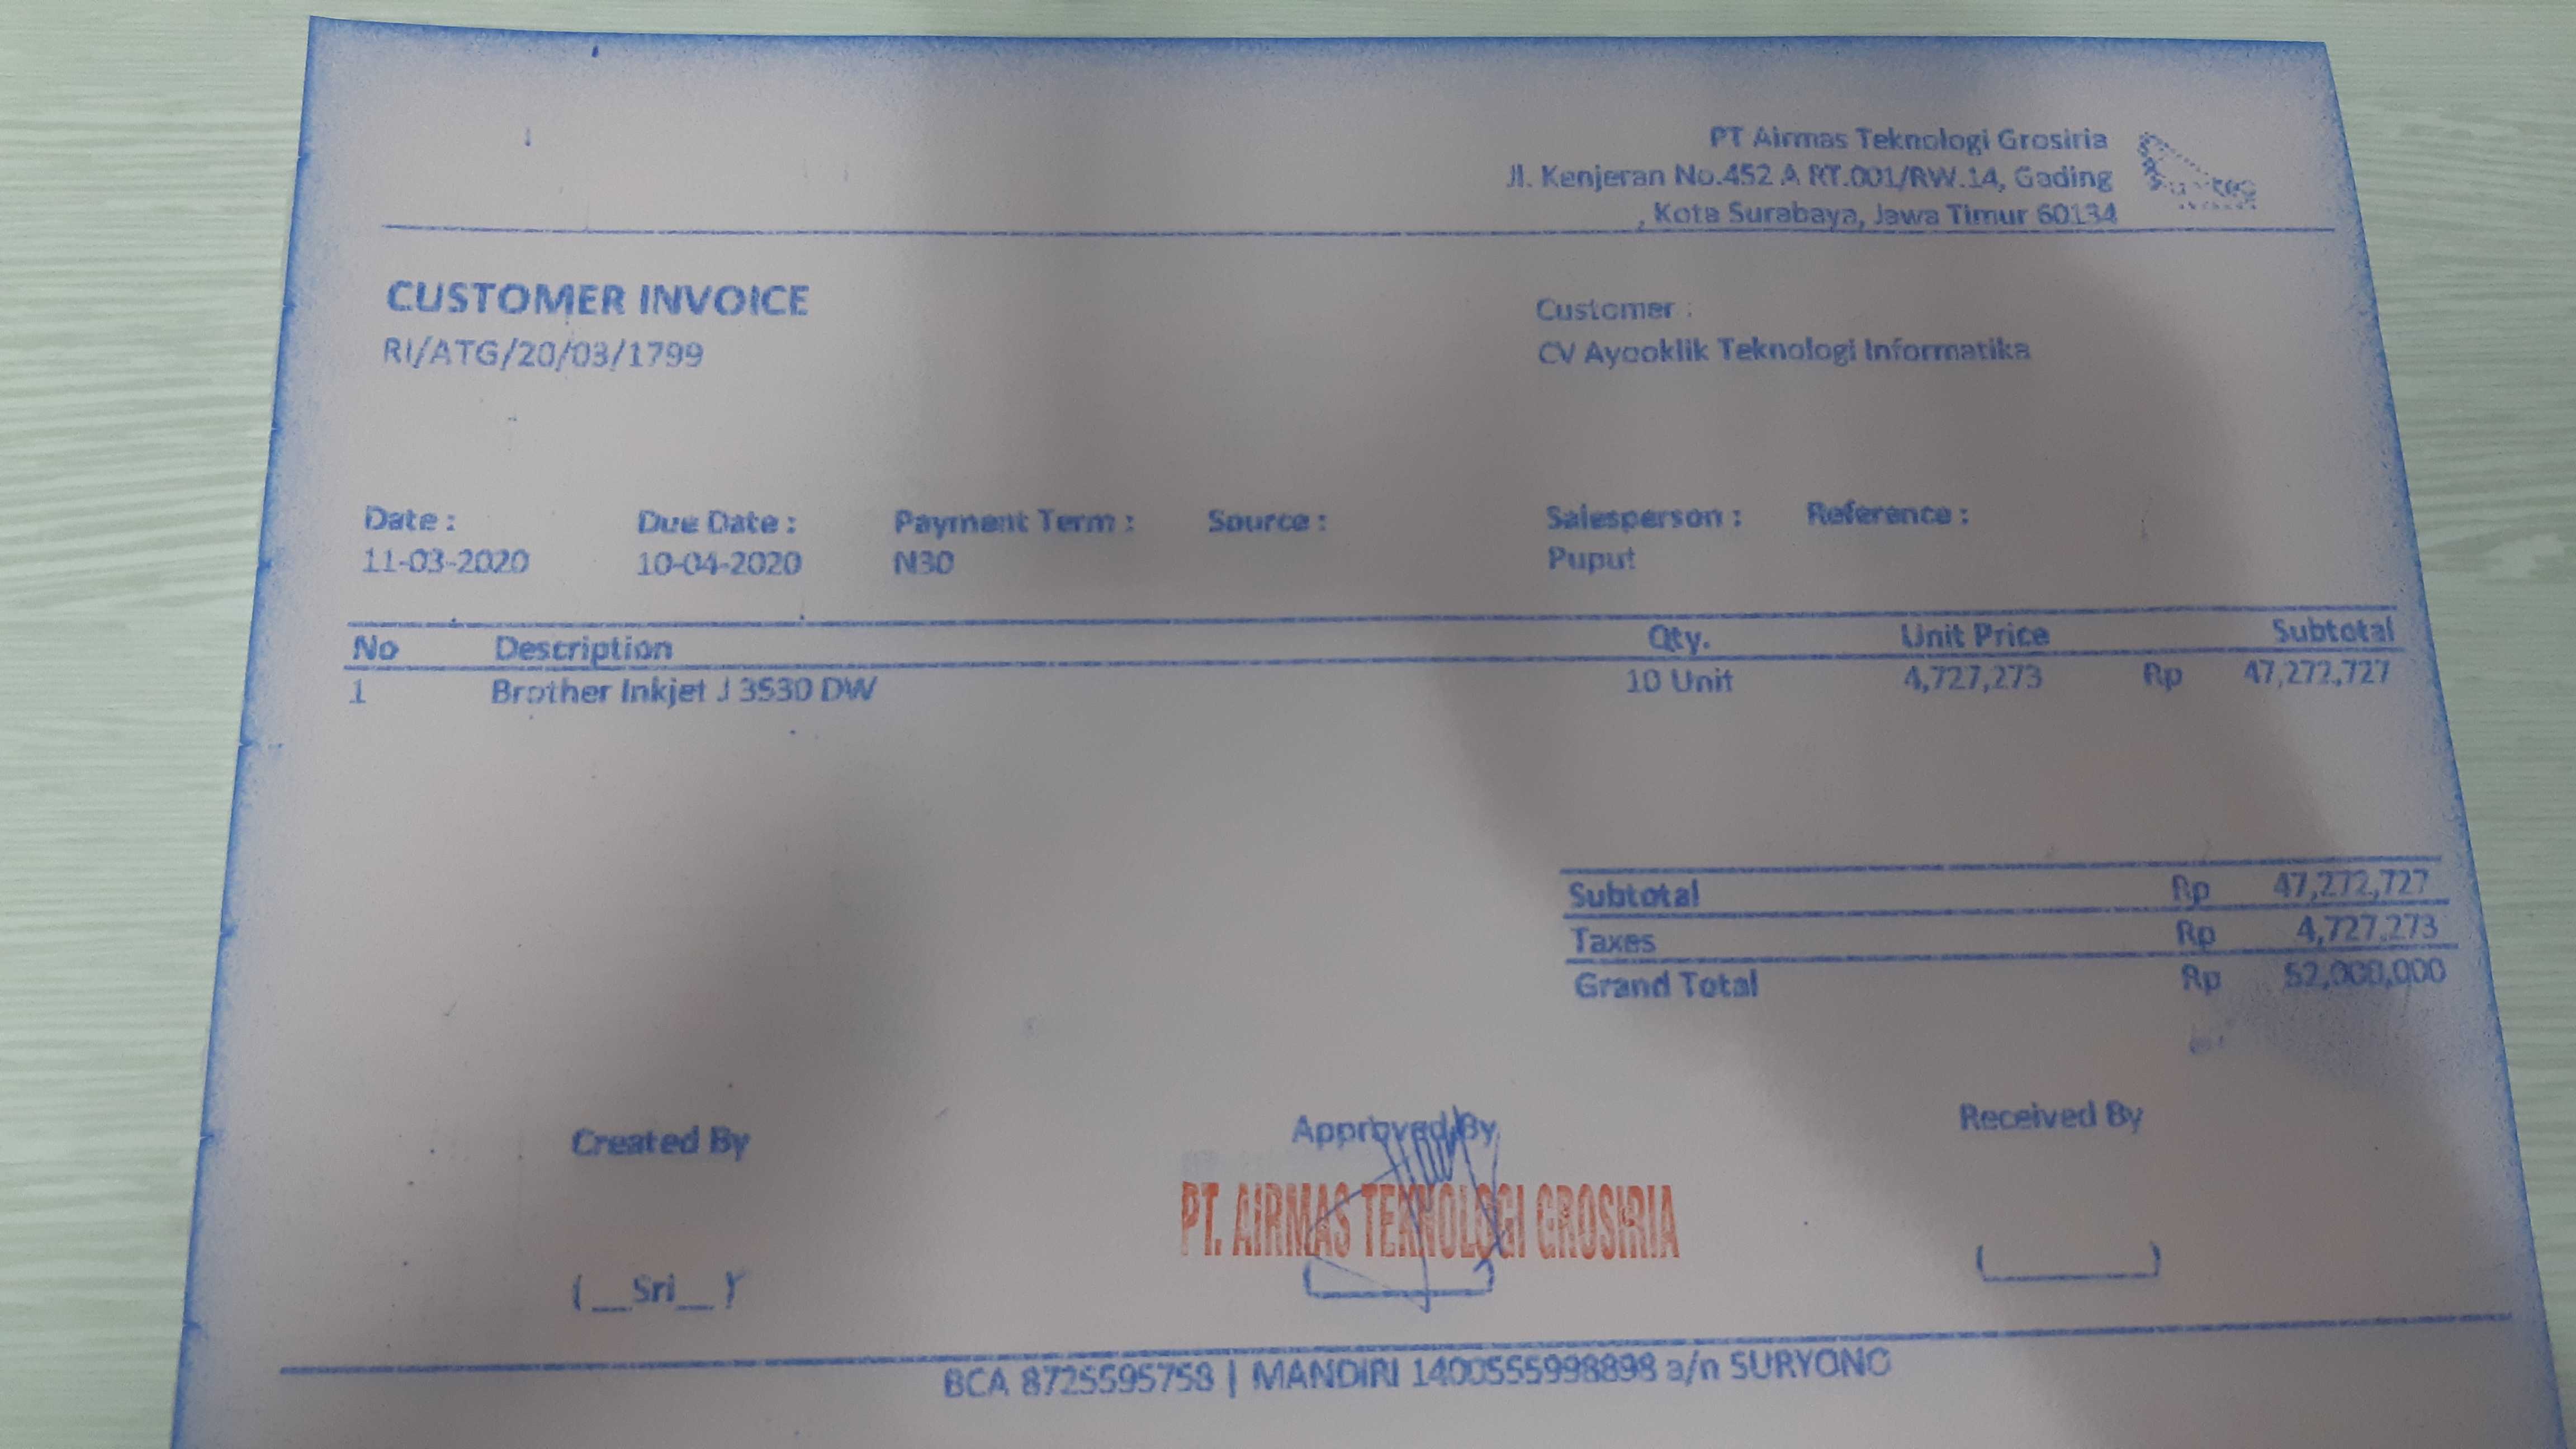 PT Airmas Teknologi Grosiria
Jl. Kenjeran No.452 A RT.001/RW.14, Gading
, Kota Surabaya, Jawa Timur 60134
CUSTOMER INVOICE
RI/ATG/20/03/1799
Customer :
CV Ayooklik Teknologi Informatika
Date : Due Date : Payment Term : Source : Salesperson : Reference :
11-03-2020 10-04-2020 N30 Puput
No Description Qty. Unit Price Subtotal
1 Brother Inkjet J 3530 DW 10 Unit 4,727,273 Rp 47,272,727
Subtotal Rp 47,272,727
Taxes Rp 4,727,273
Grand Total Rp 52,000,000
Created By Approved By Received By
PT. AIRMAS TEKNOLOGI GROSIRIA
(__Sri__)
BCA 8725595758 | MANDIRI 1400555998898 a/n SURYONO